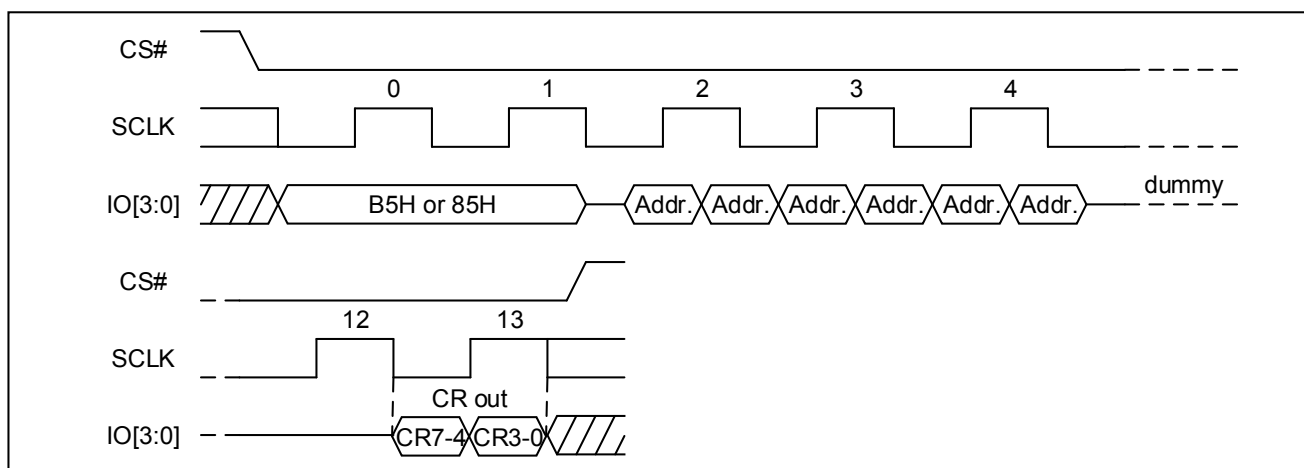 CS#
0 1 2 3 4
SCLK
IO[3:0] B5H or 85H Addr. Addr. Addr. Addr. Addr. Addr. dummy
CS#
12 13
SCLK
CR out
IO[3:0] CR7-4 CR3-0